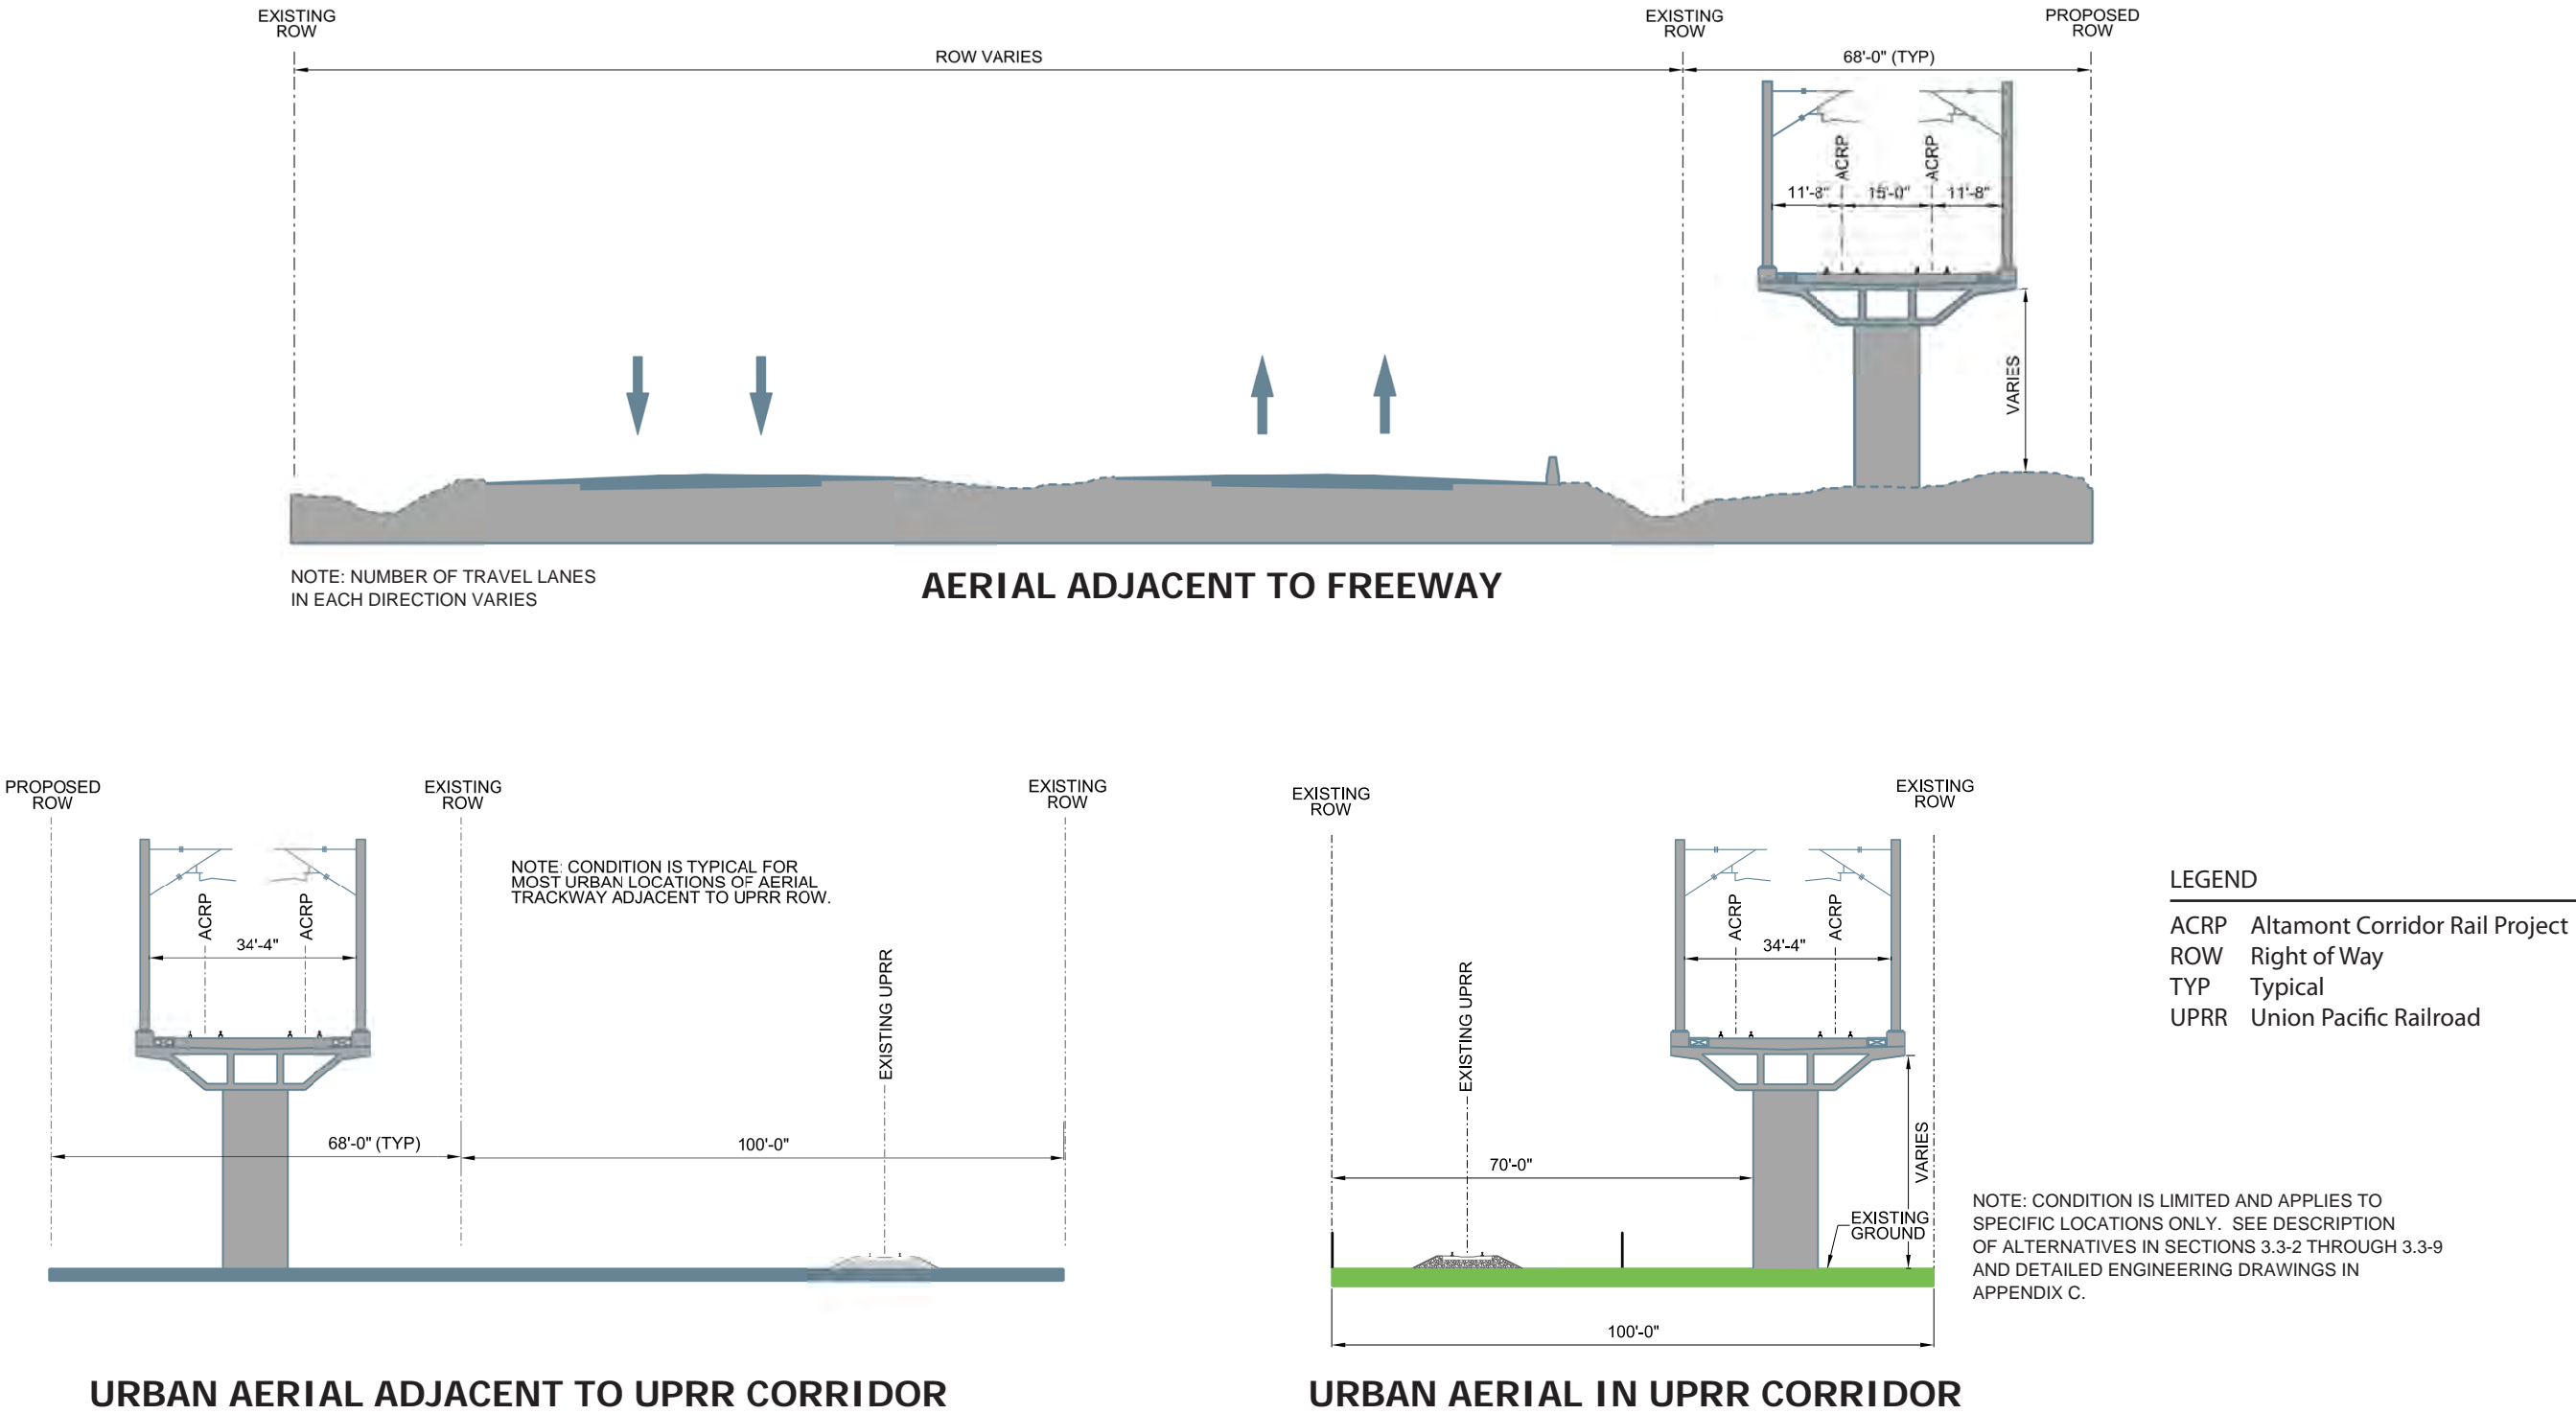 EXISTING
ROW
EXISTING
ROW
PROPOSED
ROW
ROW VARIES
68'-0" (TYP)
ACRP
ACRP
11'-8"
15'-0"
11'-8"
VARIES
NOTE: NUMBER OF TRAVEL LANES
IN EACH DIRECTION VARIES
AERIAL ADJACENT TO FREEWAY
PROPOSED
ROW
EXISTING
ROW
EXISTING
ROW
NOTE: CONDITION IS TYPICAL FOR
MOST URBAN LOCATIONS OF AERIAL
TRACKWAY ADJACENT TO UPRR ROW.
ACRP
ACRP
34'-4"
EXISTING UPRR
68'-0" (TYP)
100'-0"
URBAN AERIAL ADJACENT TO UPRR CORRIDOR
EXISTING
ROW
EXISTING
ROW
ACRP
ACRP
34'-4"
EXISTING UPRR
70'-0"
VARIES
EXISTING
GROUND
100'-0"
NOTE: CONDITION IS LIMITED AND APPLIES TO
SPECIFIC LOCATIONS ONLY. SEE DESCRIPTION
OF ALTERNATIVES IN SECTIONS 3.3-2 THROUGH 3.3-9
AND DETAILED ENGINEERING DRAWINGS IN
APPENDIX C.
URBAN AERIAL IN UPRR CORRIDOR
LEGEND
ACRP Altamont Corridor Rail Project
ROW Right of Way
TYP Typical
UPRR Union Pacific Railroad